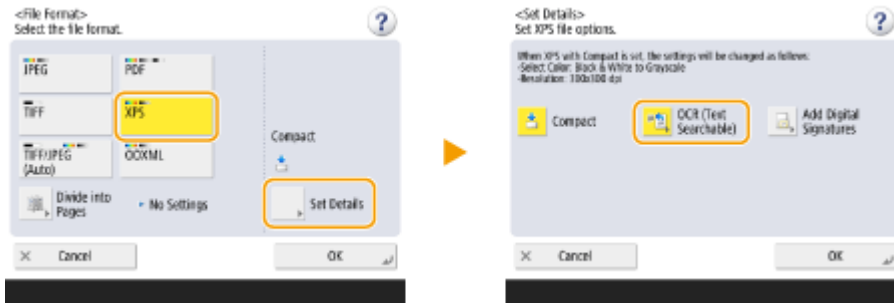 <File Format>
Select the file format.
?
JPEG
PDF
TIFF
XPS
TIFF/JPEG
(Auto)
OOXML
Compact
Divide into
Pages
No Settings
Set Details
Cancel
OK
<Set Details>
Set XPS file options.
?
When XPS with Compact is set, the settings will be changed as follows:
-Select Color: Black & White to Grayscale
-Resolution: 300x300 dpi
Compact
OCR (Text
Searchable)
Add Digital
Signatures
Cancel
OK